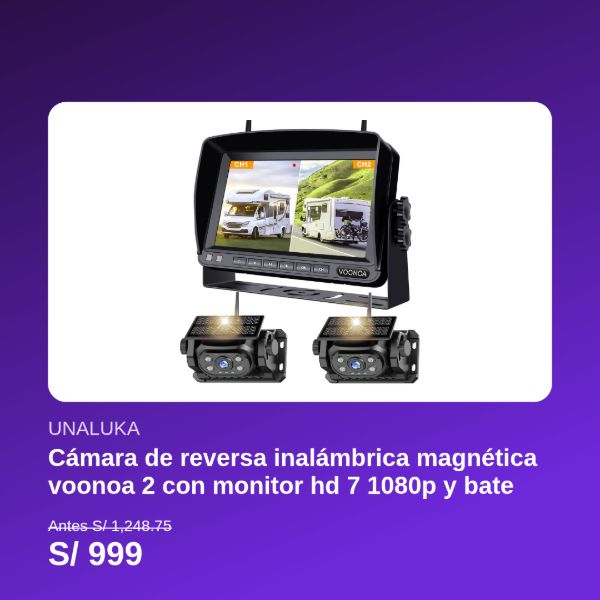 CH1
CH2
VOONOA
UNALUKA
Cámara de reversa inalámbrica magnética
voonoa 2 con monitor hd 7 1080p y bate
Antes S/ 1,248.75
S/ 999